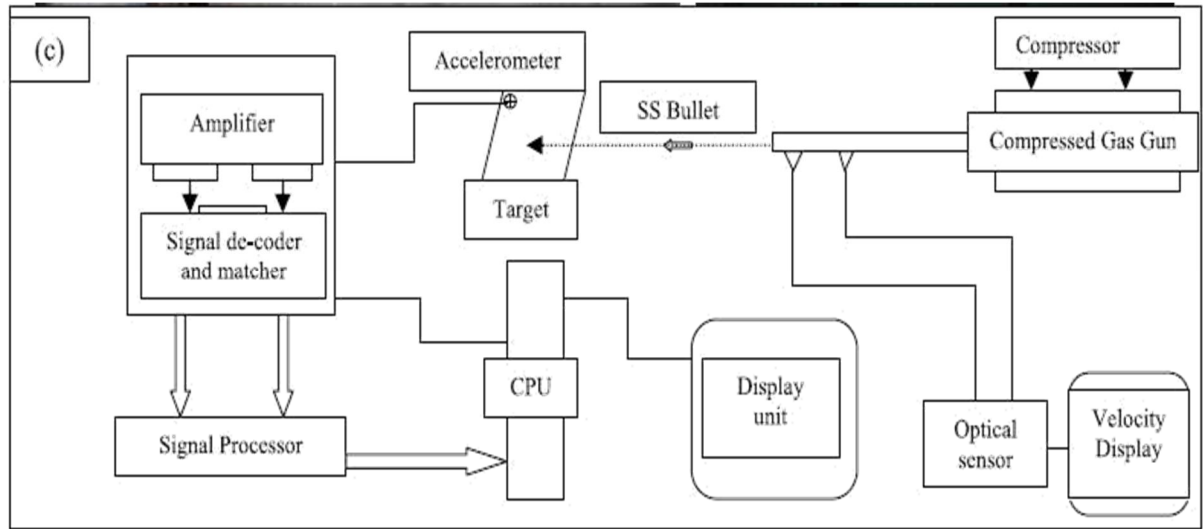 (c)
Accelerometer
Compressor
Amplifier
SS Bullet
Compressed Gas Gun
Target
Signal de-coder
and matcher
CPU
Display
unit
Signal Processor
Optical
sensor
Velocity
Display